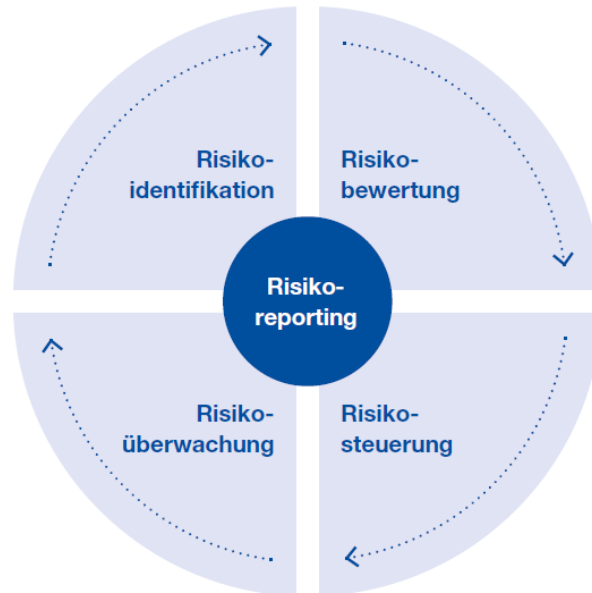 Risiko-
identifikation
Risiko-
bewertung
Risiko-
reporting
Risiko-
überwachung
Risiko-
steuerung